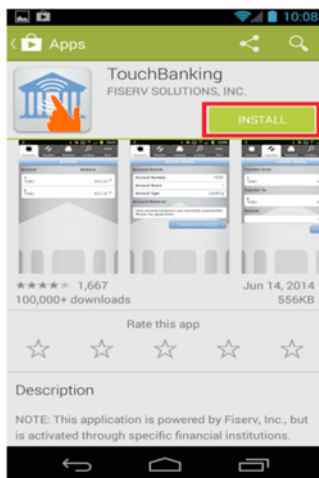 10:08
Apps
TouchBanking
FISERV SOLUTIONS, INC.
INSTALL
1,667
100,000+ downloads
Jun 14, 2014
556KB
Rate this app
Description
NOTE: This application is powered by Fiserv, Inc., but
is activated through specific financial institutions.